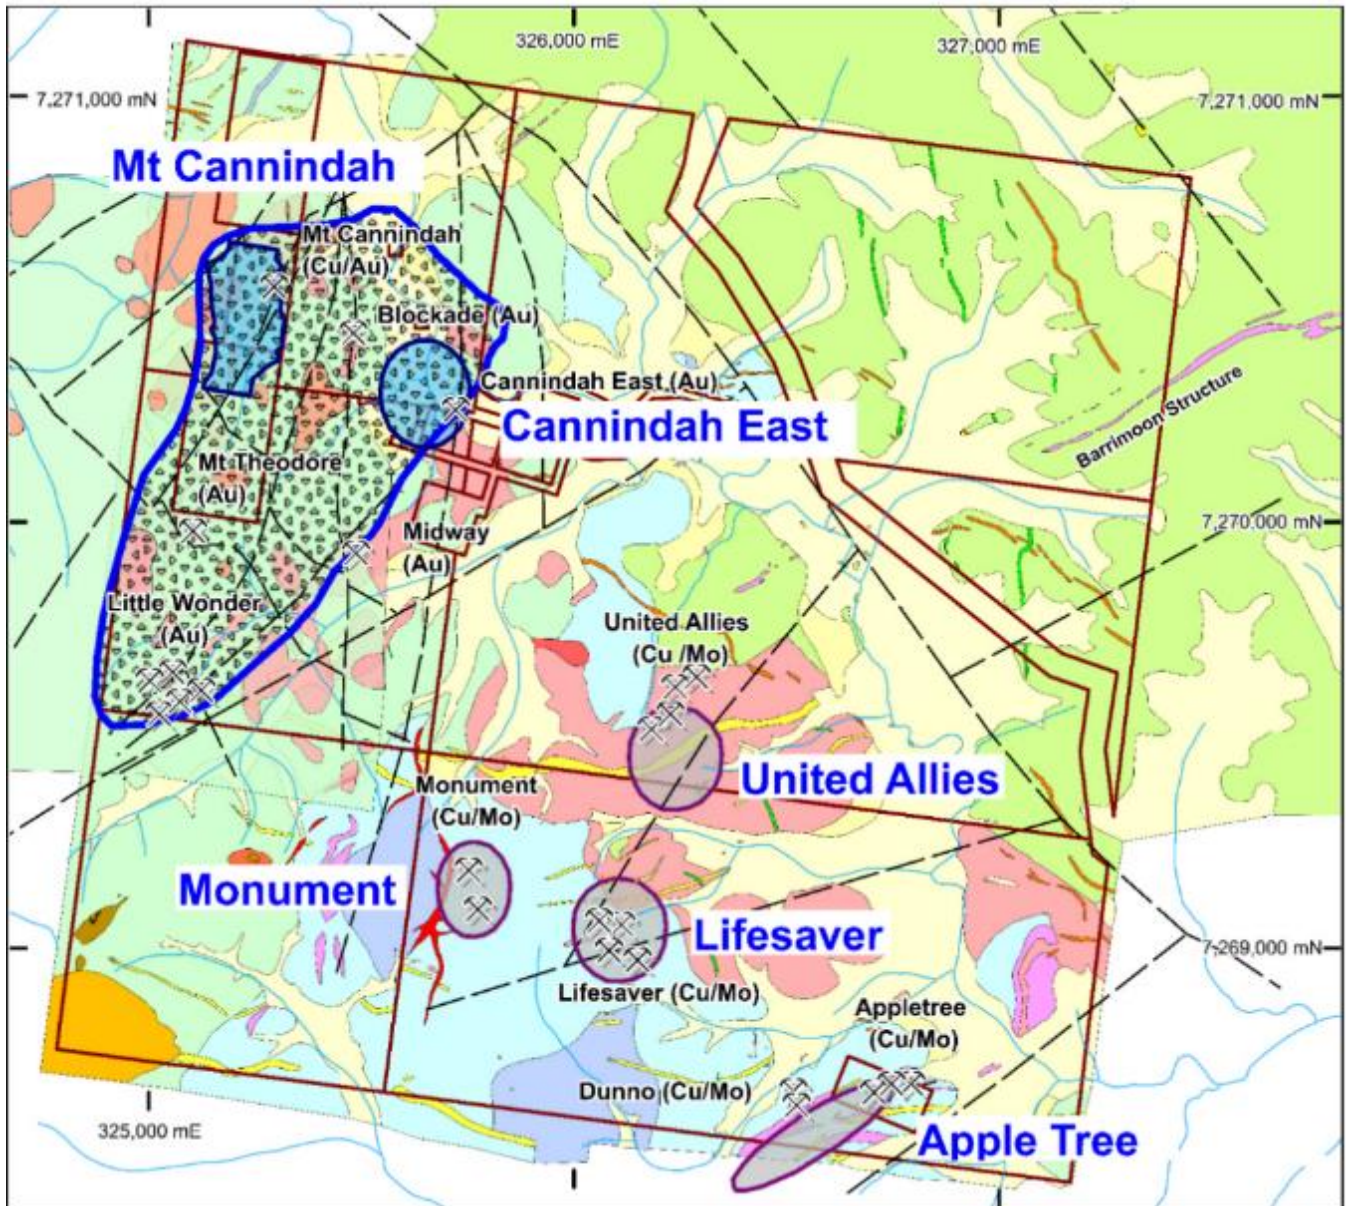 326,000 mE
327,000 mE
7,271,000 mN
7,271,000 mN
Mt Cannindah
Mt Cannindah
(Cu/Au)
Blockade (Au)
Cannindah East (Au)
Cannindah East
Barrimoon Structure
Mt Theodore
(Au)
7,270,000 mN
Midway
(Au)
Little Wonder
(Au)
United Allies
(Cu /Mo)
United Allies
Monument
(Cu/Mo)
Monument
Lifesaver
7,269,000 mN
Lifesaver (Cu/Mo)
Appletree
(Cu/Mo)
Dunno (Cu/Mo)
325,000 mE
Apple Tree